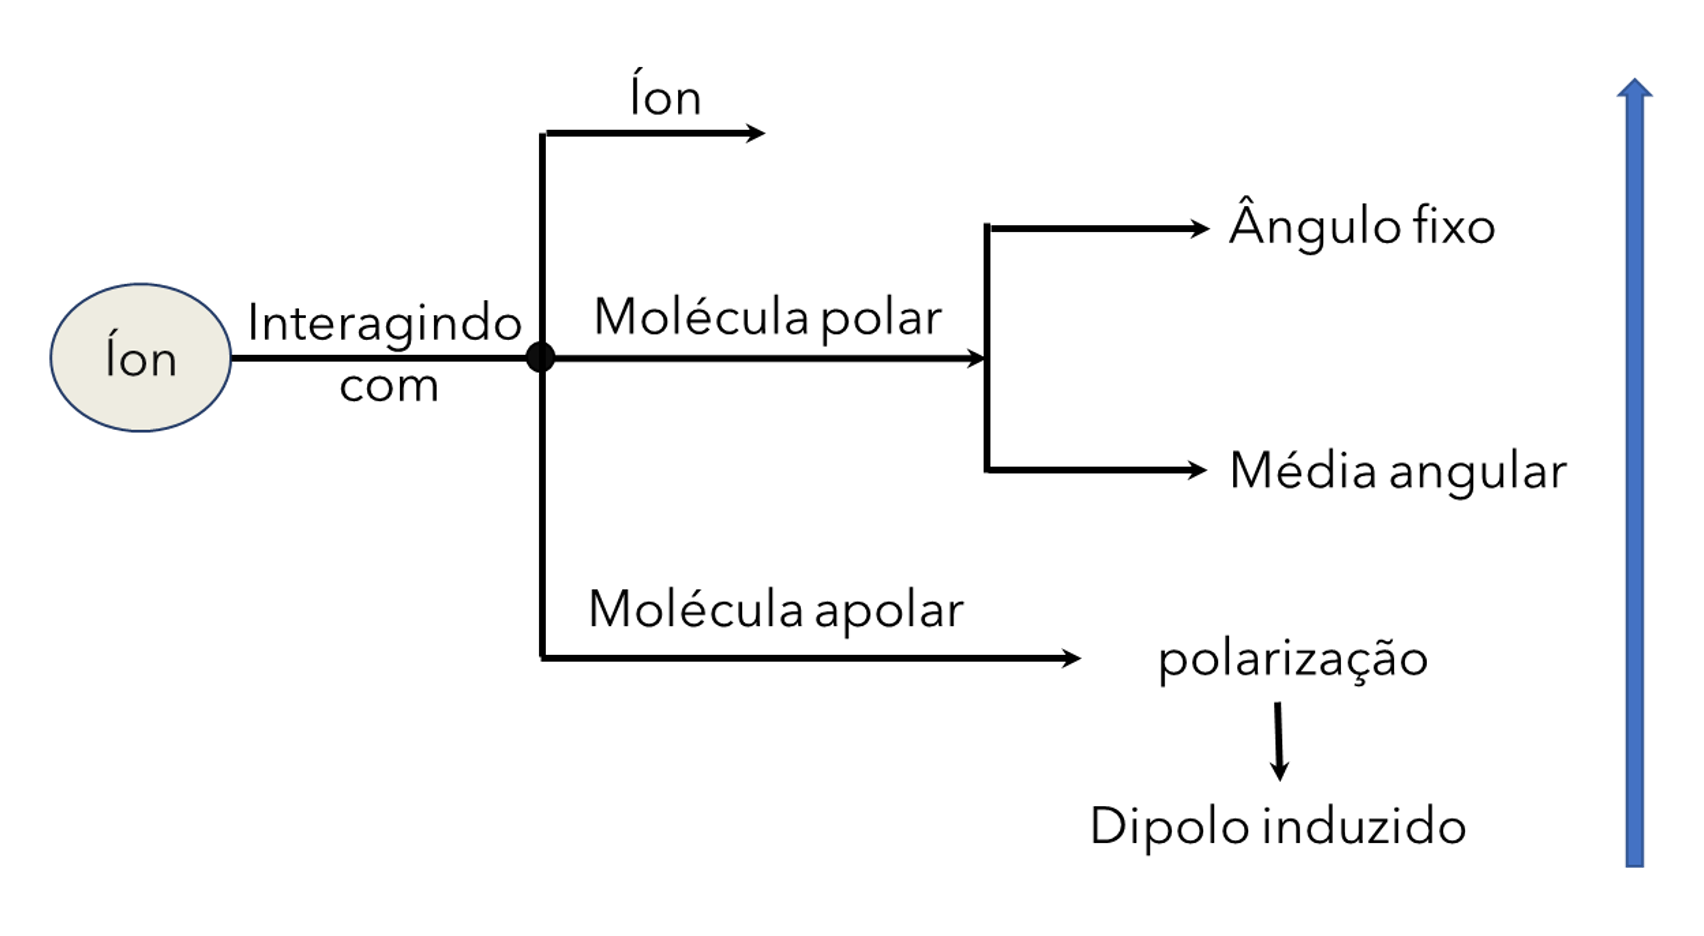 Íon
Íon
Interagindo
com
Molécula polar
Ângulo fixo
Média angular
Molécula apolar
polarização
Dipolo induzido